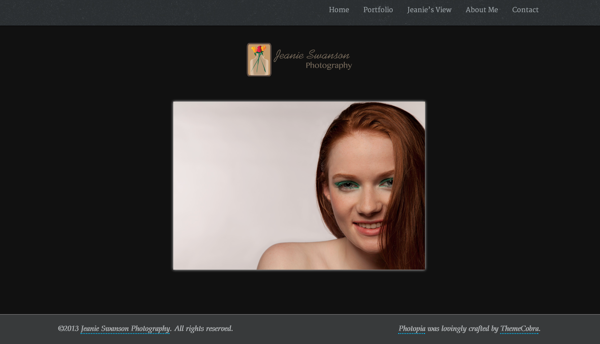 Home Portfolio Jeanie's View About Me Contact
Jeanie Swanson
Photography
©2013 Jeanie Swanson Photography. All rights reserved. Photopia was lovingly crafted by ThemeCobra.